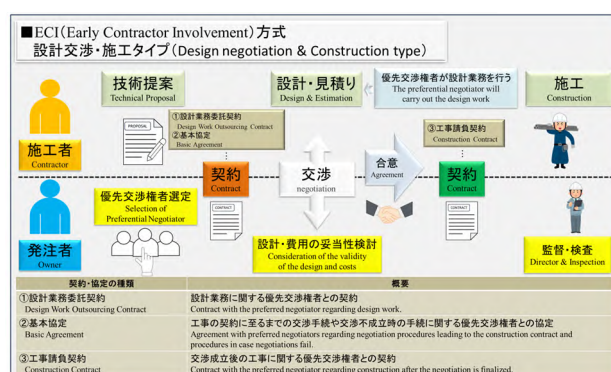 ■ECI(Early Contractor Involvement)方式
設計交渉・施工タイプ(Design negotiation & Construction type)
技術提案
Technical Proposal
設計・見積り
Design & Estimation
優先交渉権者が設計業務を行う
The preferential negotiator will
carry out the design work
施工
Construction
PROPOSAL
①設計業務委託契約
Design Work Outsourcing Contract
②基本協定
Basic Agreement
③工事請負契約
Construction Contract
施工者
Contractor
契約
Contract
交渉
negotiation
合意
Agreement
契約
Contract
優先交渉権者選定
Selection of
Preferential Negotiator
CONTRACT
CONTRACT
発注者
Owner
設計・費用の妥当性検討
Consideration of the validity
of the design and costs
監督・検査
Director & Inspection
契約・協定の種類
概要
①設計業務委託契約
Design Work Outsourcing Contract
設計業務に関する優先交渉権者との契約
Contract with the preferred negotiator regarding design work.
②基本協定
Basic Agreement
工事の契約に至るまでの交渉手続や交渉不成立時の手続に関する優先交渉権者との協定
Agreement with preferred negotiators regarding negotiation procedures leading to the construction contract and
procedures in case negotiations fail.
③工事請負契約
Construction Contract
交渉成立後の工事に関する優先交渉権者との契約
Contract with the preferred negotiator regarding construction after the negotiation is finalized.